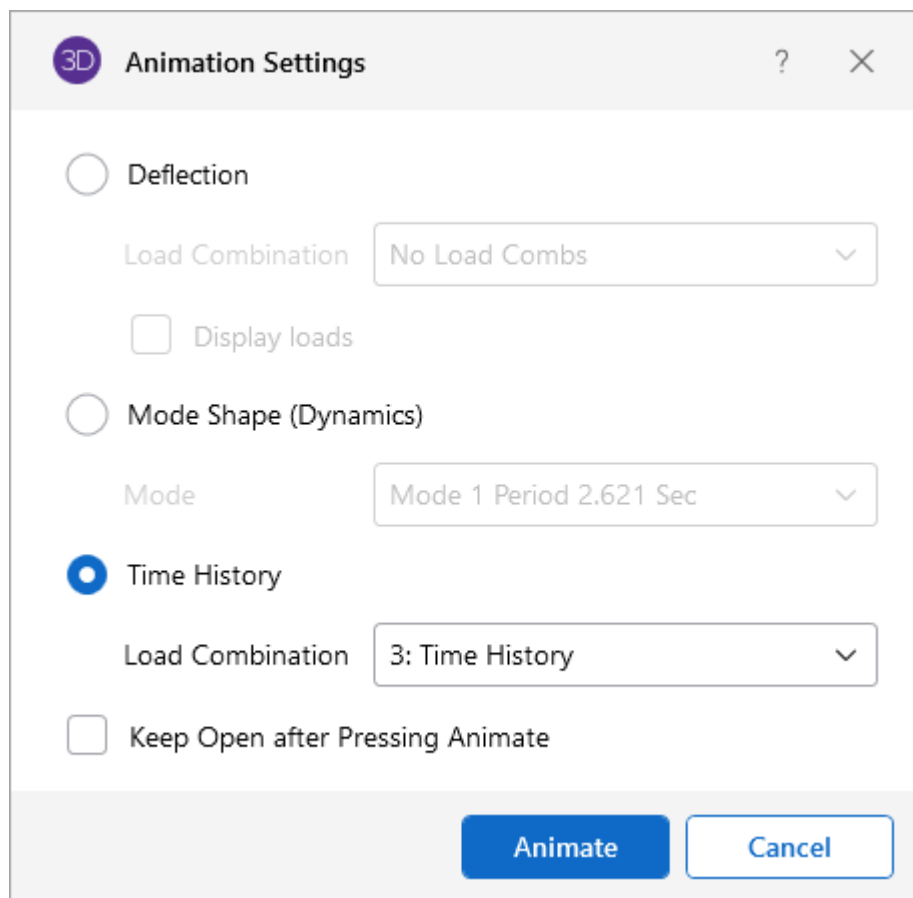 3D Animation Settings ?
Deflection
Load Combination No Load Combs
Display loads
Mode Shape (Dynamics)
Mode Mode 1 Period 2.621 Sec
Time History
Load Combination 3: Time History
Keep Open after Pressing Animate
Animate Cancel